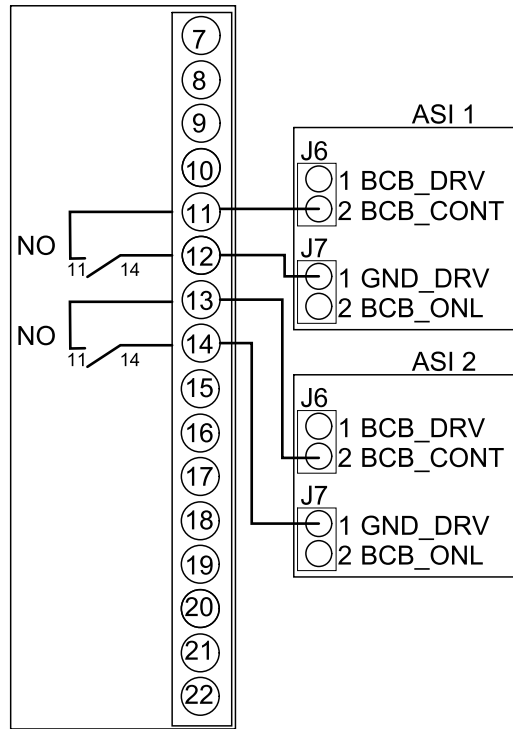 7
8
9
10
11
12
13
14
15
16
17
18
19
20
21
22
NO
11 14
NO
11 14
ASI 1
J6
1 BCB_DRV
2 BCB_CONT
J7
1 GND_DRV
2 BCB_ONL
ASI 2
J6
1 BCB_DRV
2 BCB_CONT
J7
1 GND_DRV
2 BCB_ONL